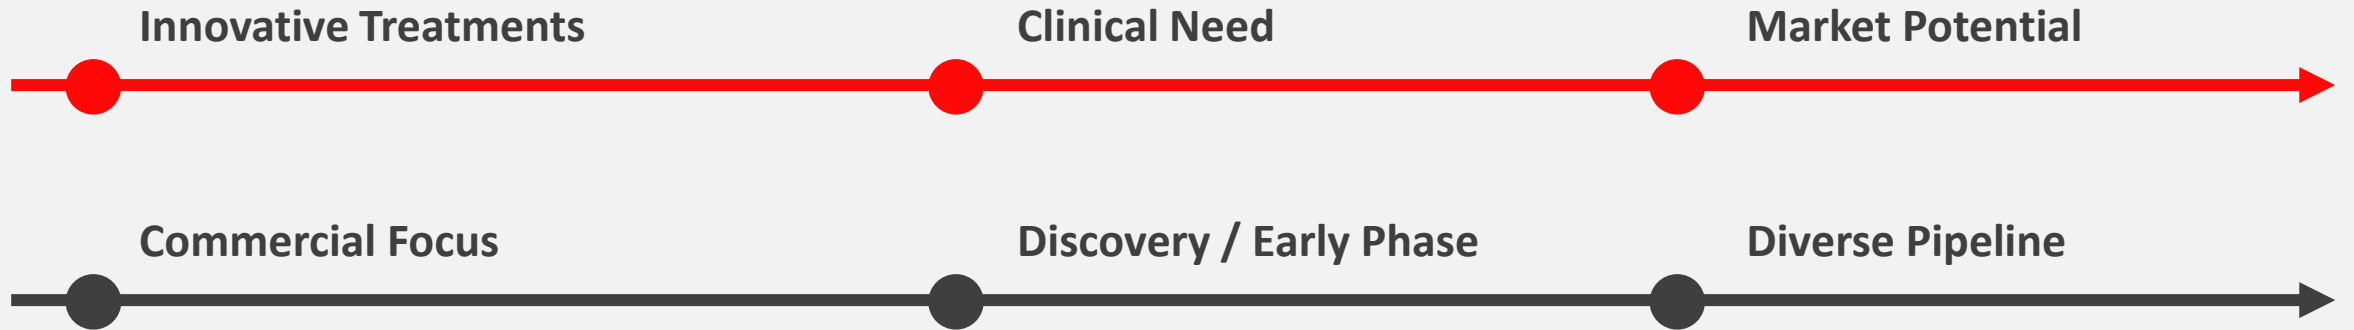 Innovative Treatments
Clinical Need
Market Potential
Commercial Focus
Discovery / Early Phase
Diverse Pipeline